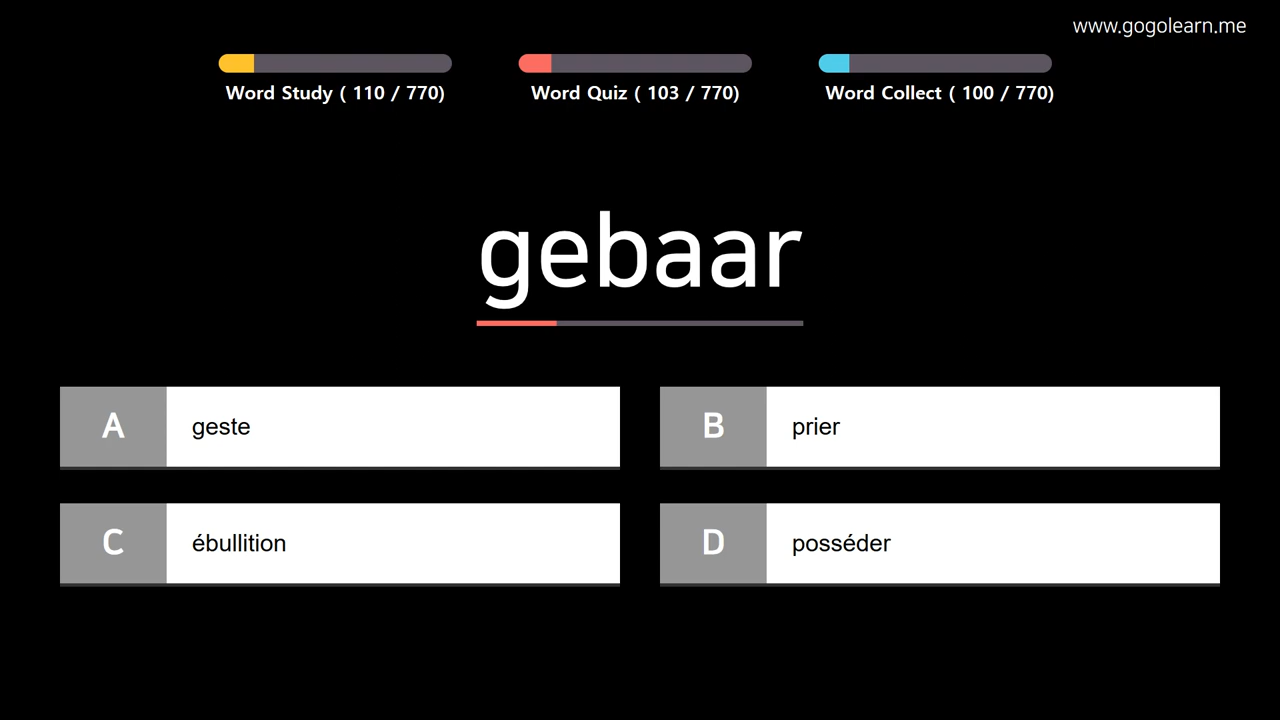 www.gogolearn.me
Word Study ( 110 / 770)
Word Quiz ( 103 / 770)
Word Collect ( 100 / 770)
gebaar
A
geste
B
prier
C
ébullition
D
posséder